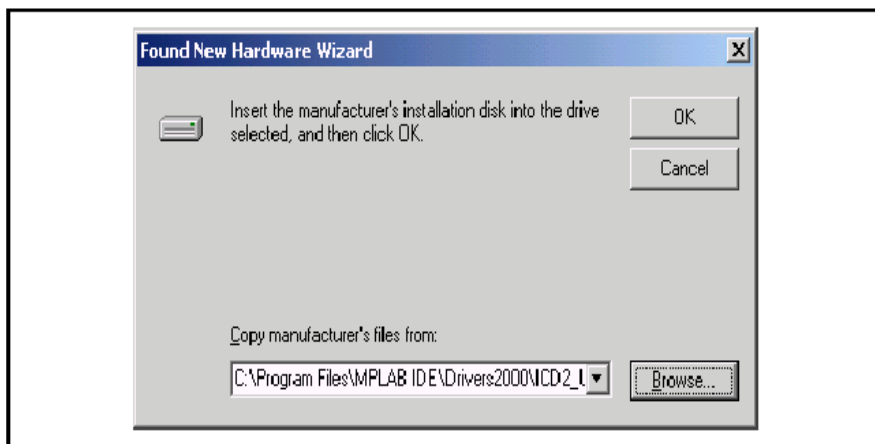 Found New Hardware Wizard
Insert the manufacturer's installation disk into the drive
selected, and then click OK.
OK
Cancel
Copy manufacturer's files from:
C:\Program Files\MPLAB IDE\Drivers2000\ICD2_U
Browse...